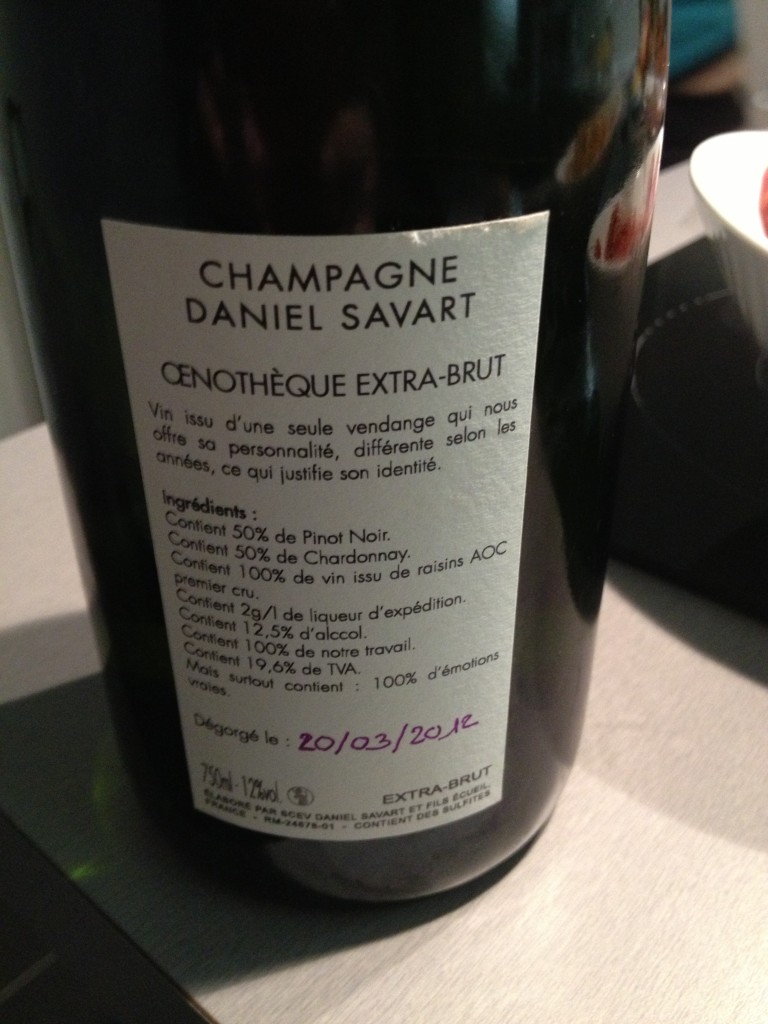 CHAMPAGNE
DANIEL SAVART
ŒNOTHÈQUE EXTRA-BRUT
Vin issu d'une seule vendange qui nous
offre sa personnalité, différente selon les
années, ce qui justifie son identité.
Ingrédients :
Contient 50% de Pinot Noir.
Contient 50% de Chardonnay.
Contient 100% de vin issu de raisins AOC
premier cru.
Contient 2g/l de liqueur d'expédition.
Contient 12,5% d'alccol.
Contient 100% de notre travail.
Contient 19,6% de TVA.
Mais surtout contient : 100% d'émotions
vraies.
Dégorgé le : 20/03/2012
750ml - 12%vol.
EXTRA-BRUT
ELABORÉ PAR SCEV DANIEL SAVART ET FILS ÉCUEIL
FRANCE - RM-24678-01 - CONTIENT DES SULFITES